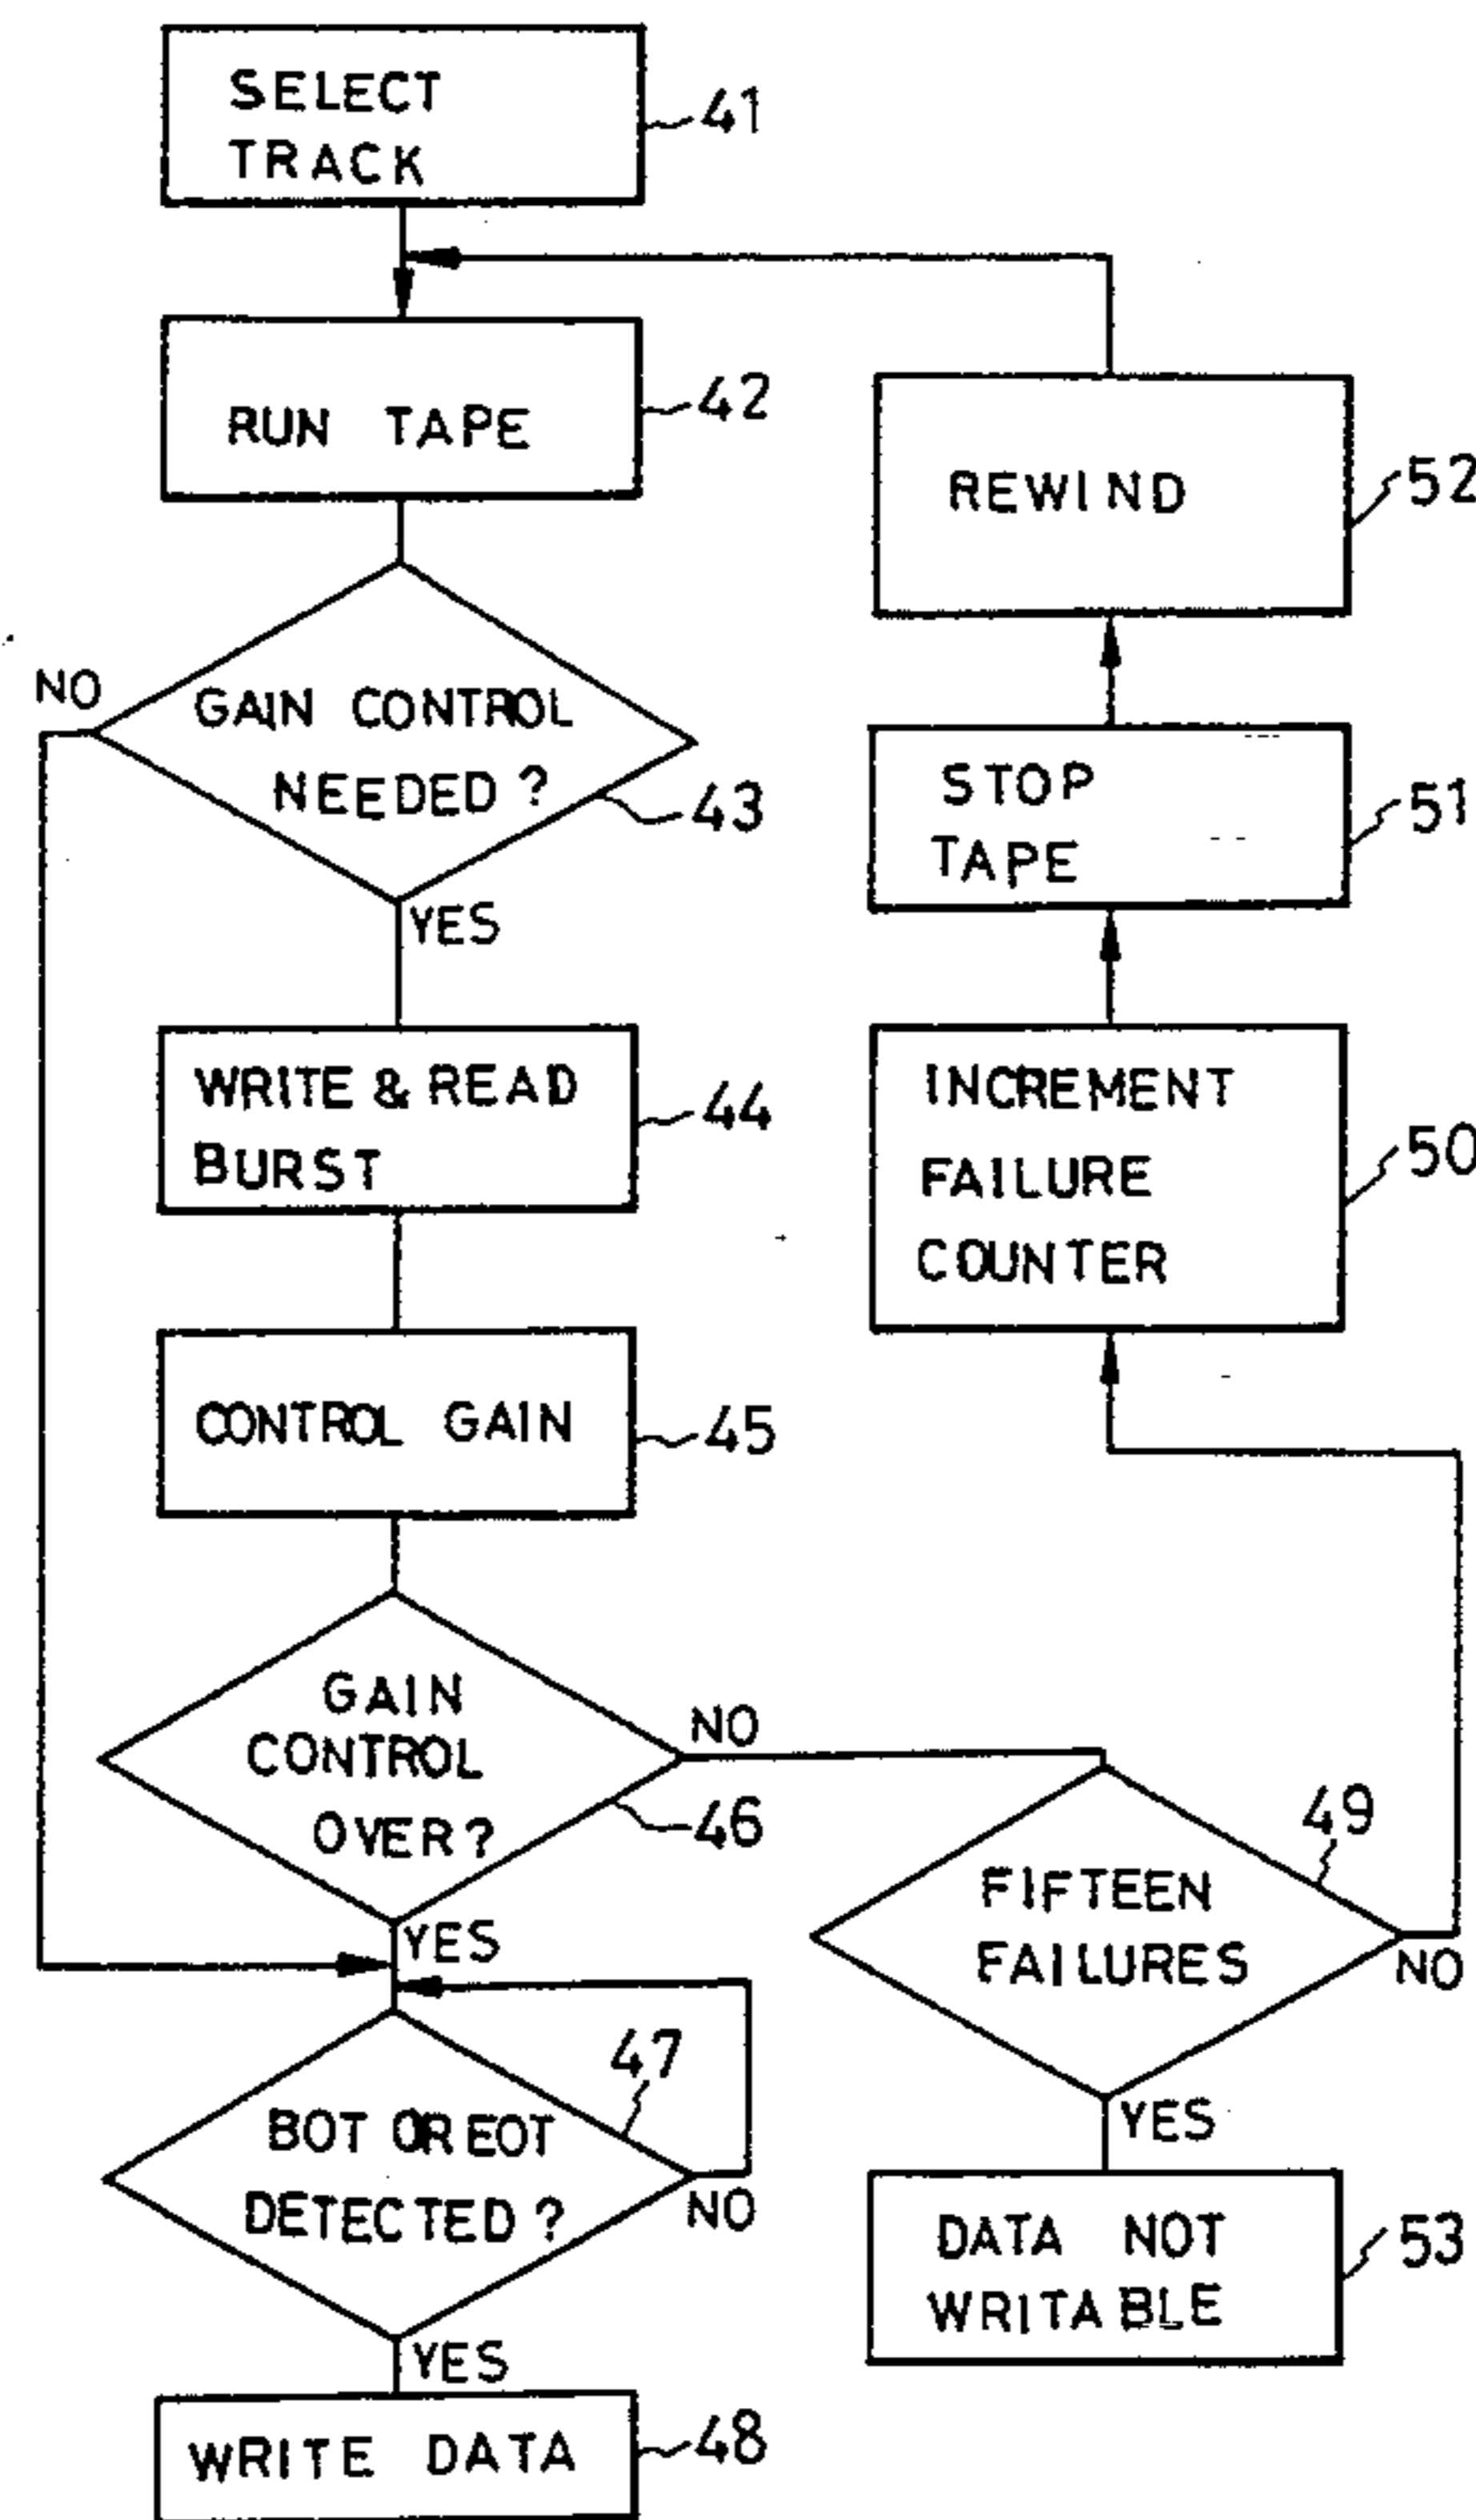 SELECT
TRACK
41
RUN TAPE
42
GAIN CONTROL
NEEDED?
43
NO
YES
WRITE & READ
BURST
44
CONTROL GAIN
45
GAIN
CONTROL
OVER?
46
NO
YES
BOT OR EOT
DETECTED?
47
NO
YES
WRITE DATA
48
FIFTEEN
FAILURES
49
NO
YES
INCREMENT
FAILURE
COUNTER
50
STOP
TAPE
51
REWIND
52
DATA NOT
WRITABLE
53